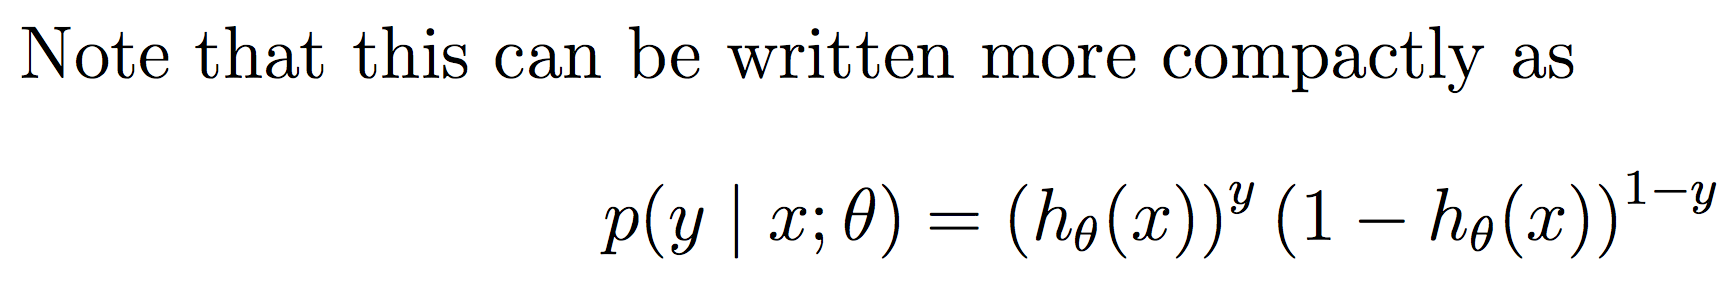 Note that this can be written more compactly as
p(y | x; θ) = (h_θ(x))^y (1 − h_θ(x))^{1−y}